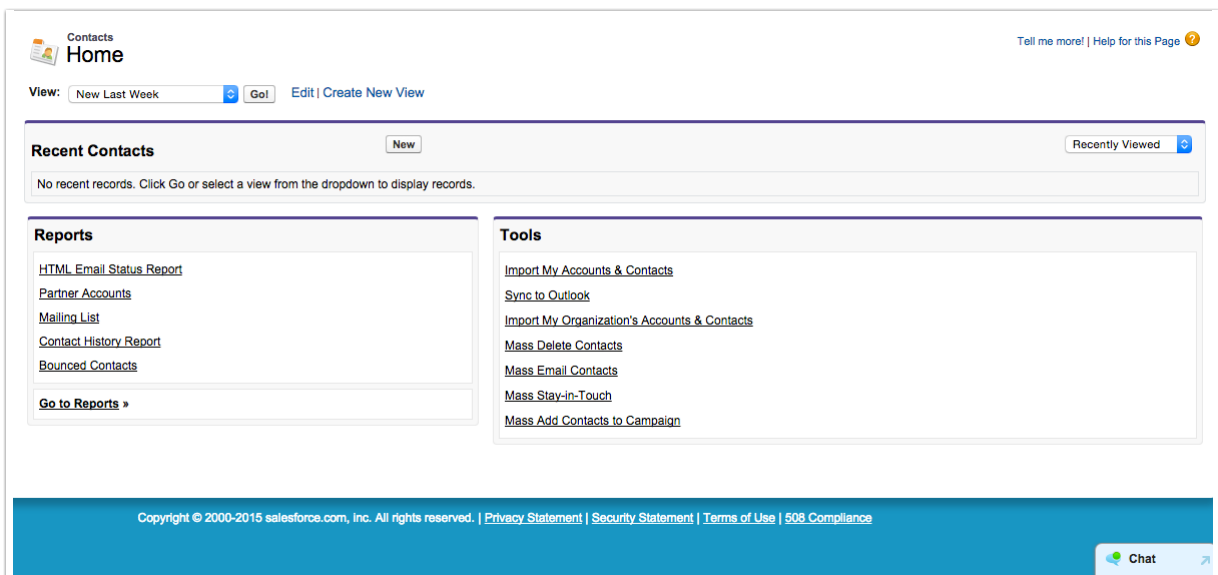 Contacts
Home
Tell me more! | Help for this Page ?
View: New Last Week Go! Edit | Create New View
Recent Contacts New Recently Viewed
No recent records. Click Go or select a view from the dropdown to display records.
Reports
HTML Email Status Report
Partner Accounts
Mailing List
Contact History Report
Bounced Contacts
Go to Reports »
Tools
Import My Accounts & Contacts
Sync to Outlook
Import My Organization's Accounts & Contacts
Mass Delete Contacts
Mass Email Contacts
Mass Stay-in-Touch
Mass Add Contacts to Campaign
Copyright © 2000-2015 salesforce.com, inc. All rights reserved. | Privacy Statement | Security Statement | Terms of Use | 508 Compliance
Chat